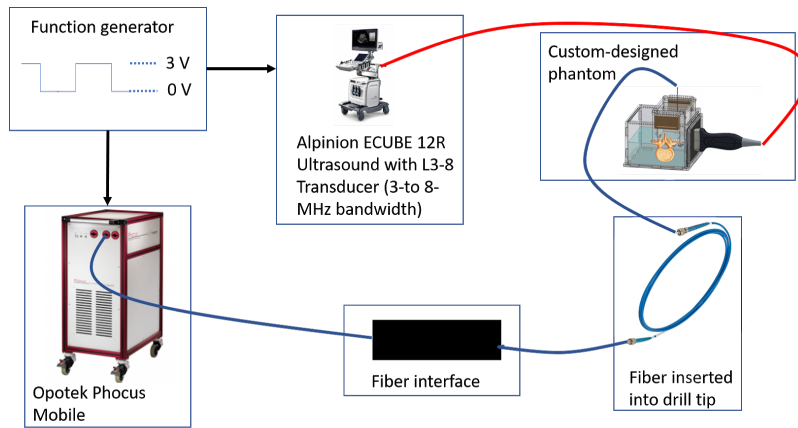 Function generator
3 V
0 V
Alpinion ECUBE 12R
Ultrasound with L3-8
Transducer (3-to 8-
MHz bandwidth)
Custom-designed
phantom
Opotek Phocus
Mobile
Fiber interface
Fiber inserted
into drill tip